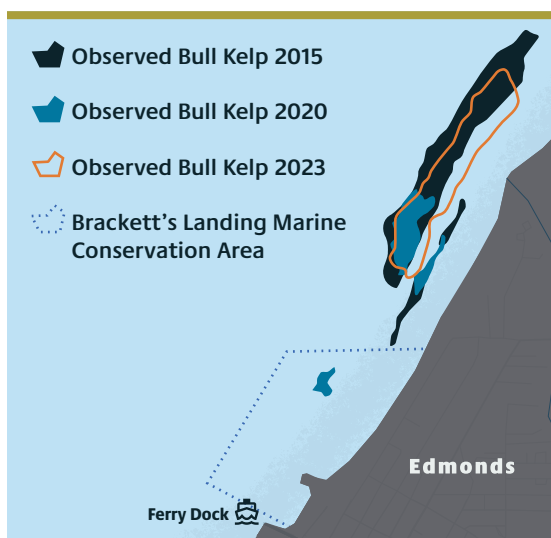 Observed Bull Kelp 2015
Observed Bull Kelp 2020
Observed Bull Kelp 2023
Brackett’s Landing Marine
Conservation Area
Edmonds
Ferry Dock